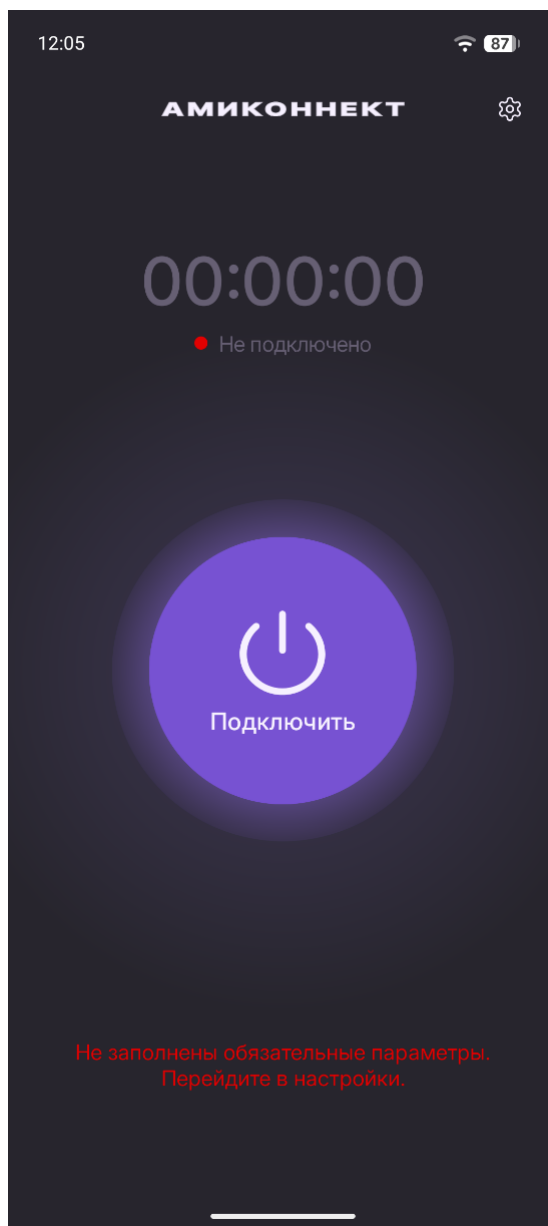 12:05
87
АМИКОННЕКТ
00:00:00
Не подключено
Подключить
Не заполнены обязательные параметры.
Перейдите в настройки.